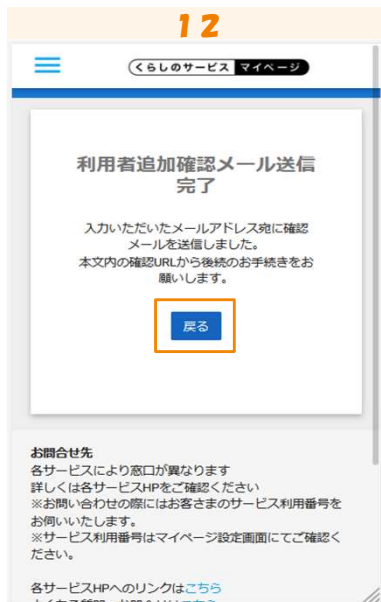 12
くらしのサービス マイページ
利用者追加確認メール送信
完了
入力いただいたメールアドレス宛に確認
メールを送信しました。
本文内の確認URLから後続のお手続きをお
願いします。
戻る
お問合せ先
各サービスにより窓口が異なります
詳しくは各サービスHPをご確認ください
※お問い合わせの際にはお客さまのサービス利用番号を
お伺いいたします。
※サービス利用番号はマイページ設定画面にてご確認く
ださい。
各サービスHPへのリンクはこちら